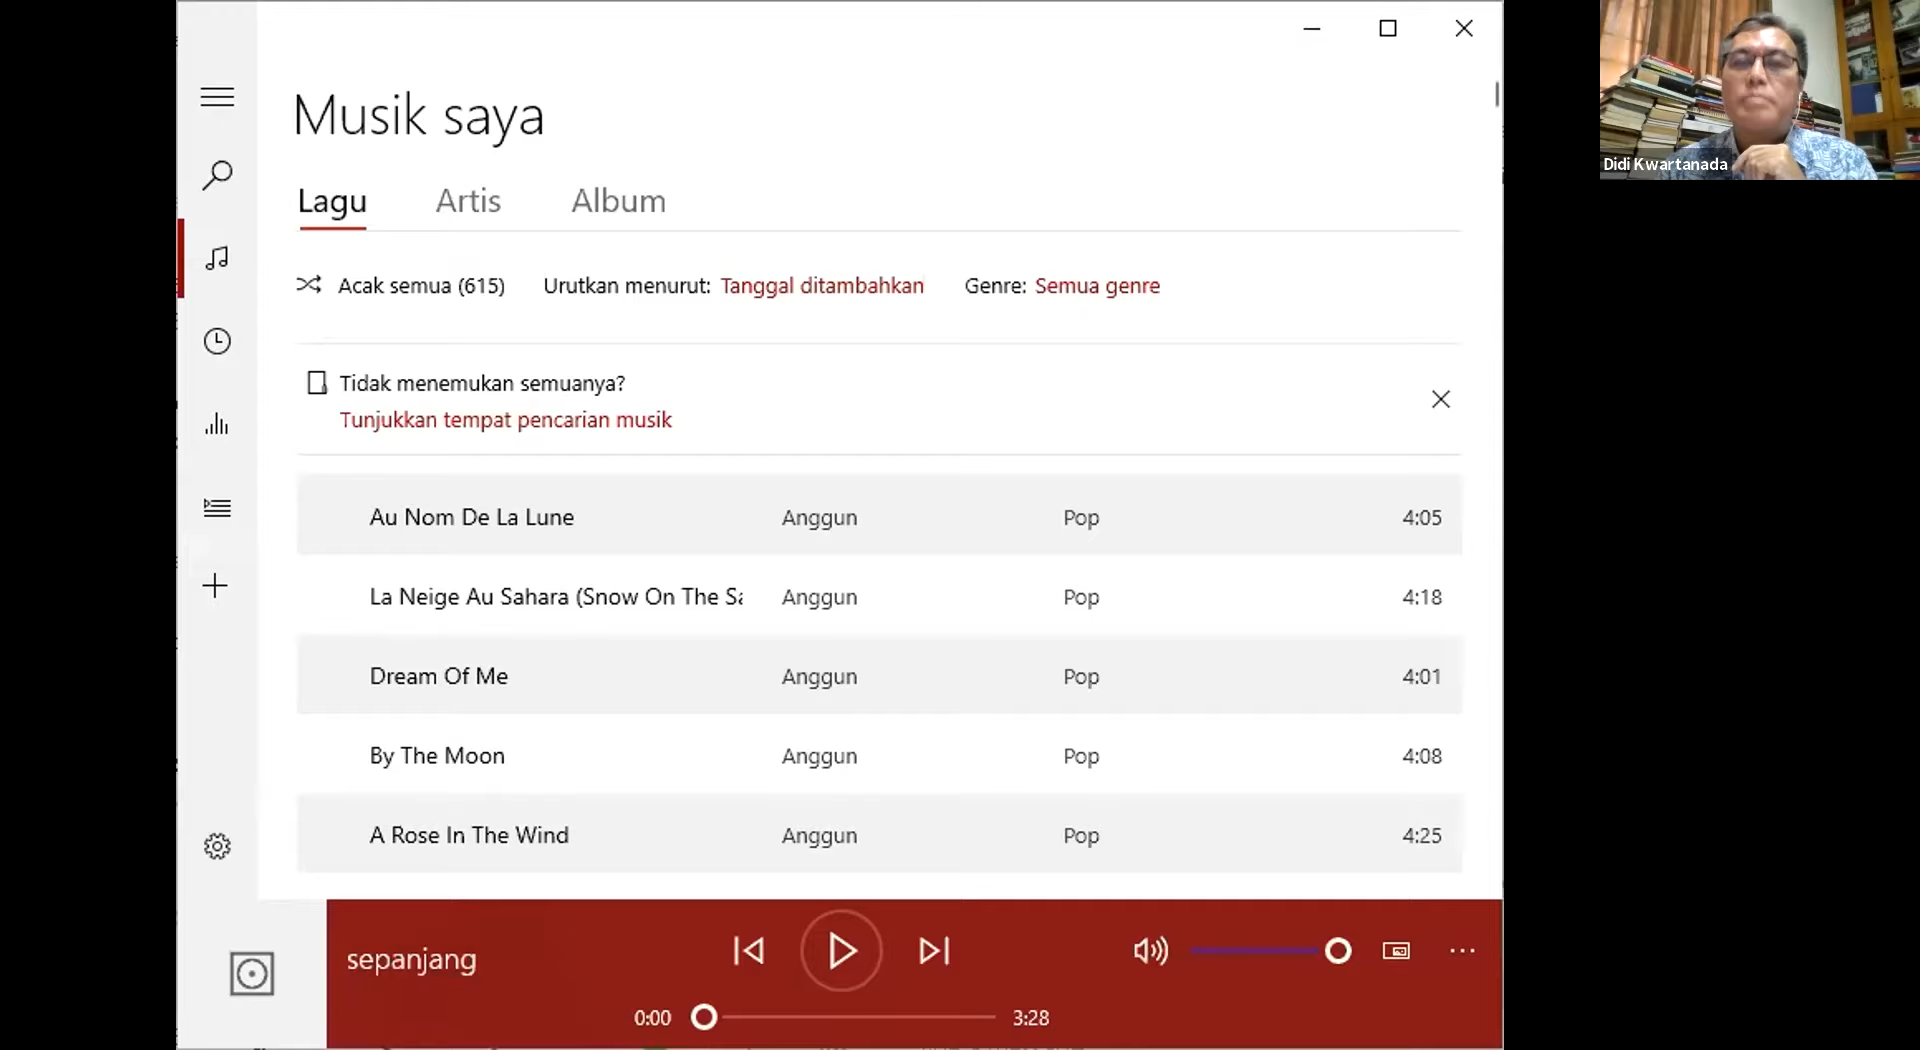 Musik saya
Lagu Artis Album
Acak semua (615) Urutkan menurut: Tanggal ditambahkan Genre: Semua genre
Tidak menemukan semuanya?
Tunjukkan tempat pencarian musik
Au Nom De La Lune Anggun Pop 4:05
La Neige Au Sahara (Snow On The Sa Anggun Pop 4:18
Dream Of Me Anggun Pop 4:01
By The Moon Anggun Pop 4:08
A Rose In The Wind Anggun Pop 4:25
sepanjang
0:00 3:28
Didi Kwartanada